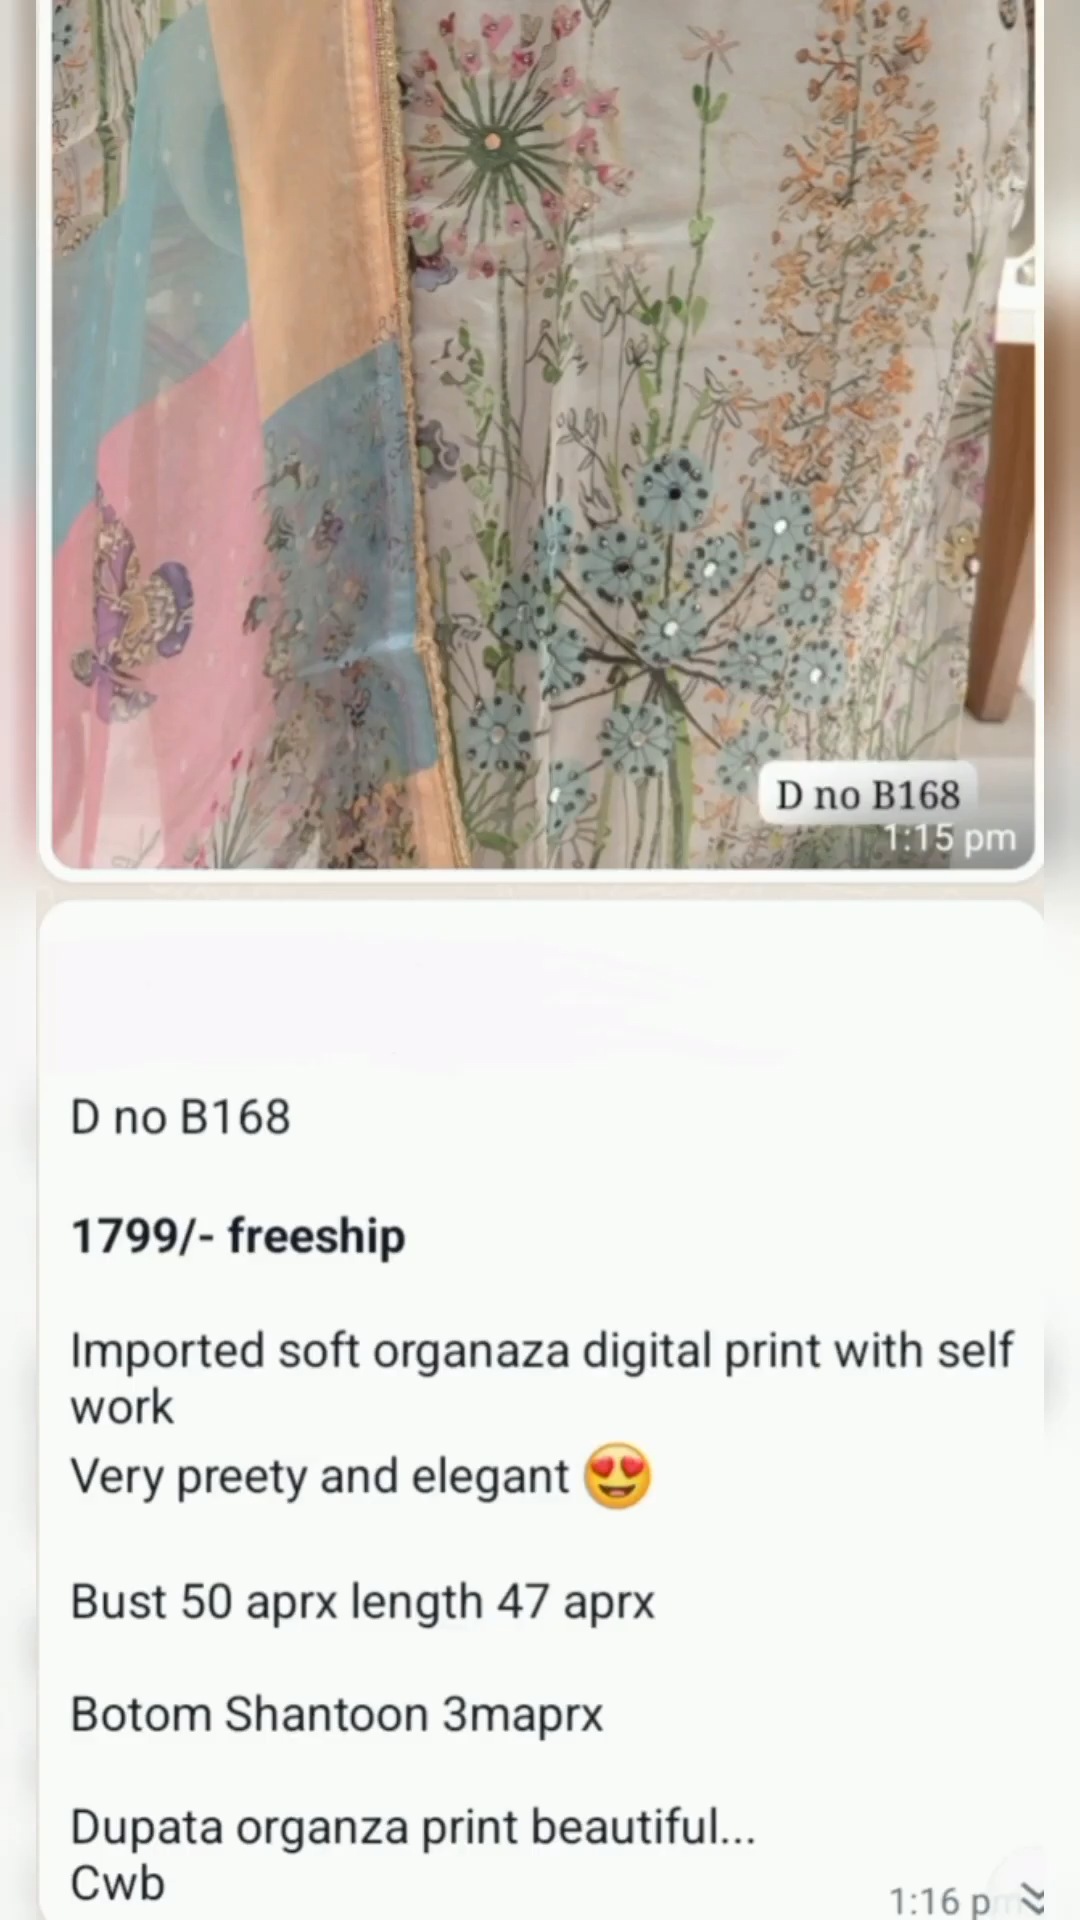 D no B168
1:15 pm
D no B168
1799/- freeship
Imported soft organaza digital print with self
work
Very preety and elegant 😍
Bust 50 aprx length 47 aprx
Botom Shantoon 3maprx
Dupata organza print beautiful...
Cwb
1:16 pm